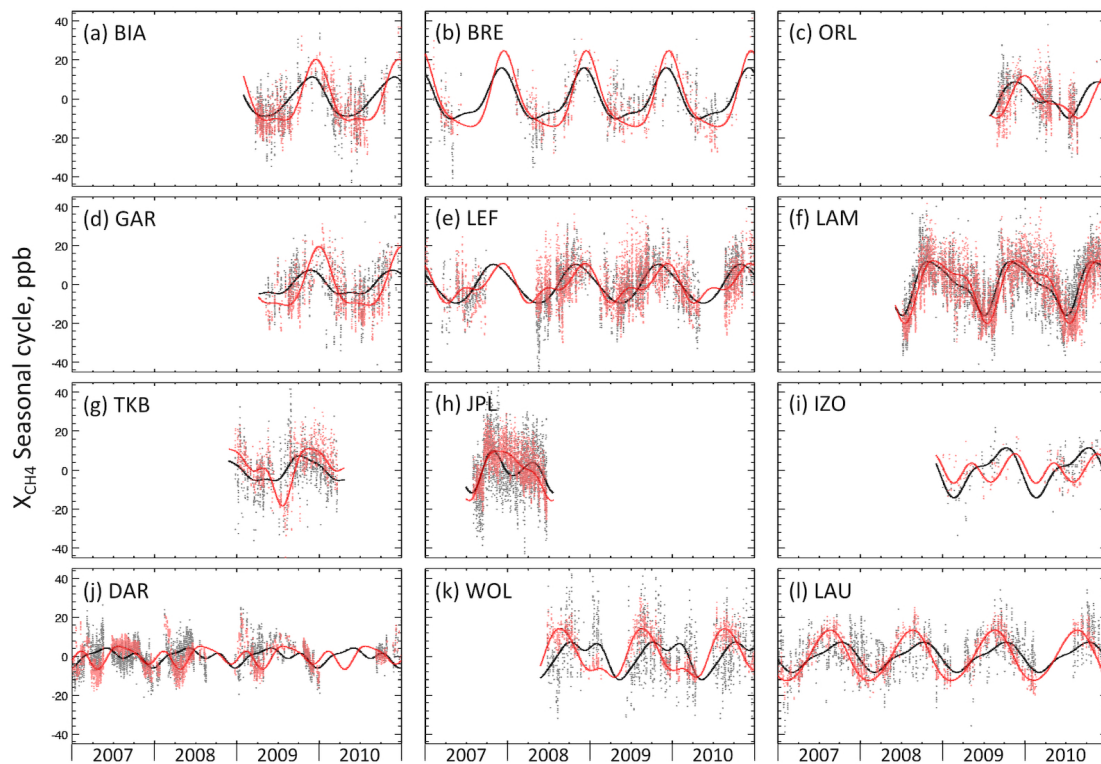 (a) BIA
(b) BRE
(c) ORL
40
20
0
-20
-40
(d) GAR
(e) LEF
(f) LAM
40
20
0
-20
-40
(g) TKB
(h) JPL
(i) IZO
40
20
0
-20
-40
(j) DAR
(k) WOL
(l) LAU
40
20
0
-20
-40
X_CH4 Seasonal cycle, ppb
2007 2008 2009 2010
2007 2008 2009 2010
2007 2008 2009 2010